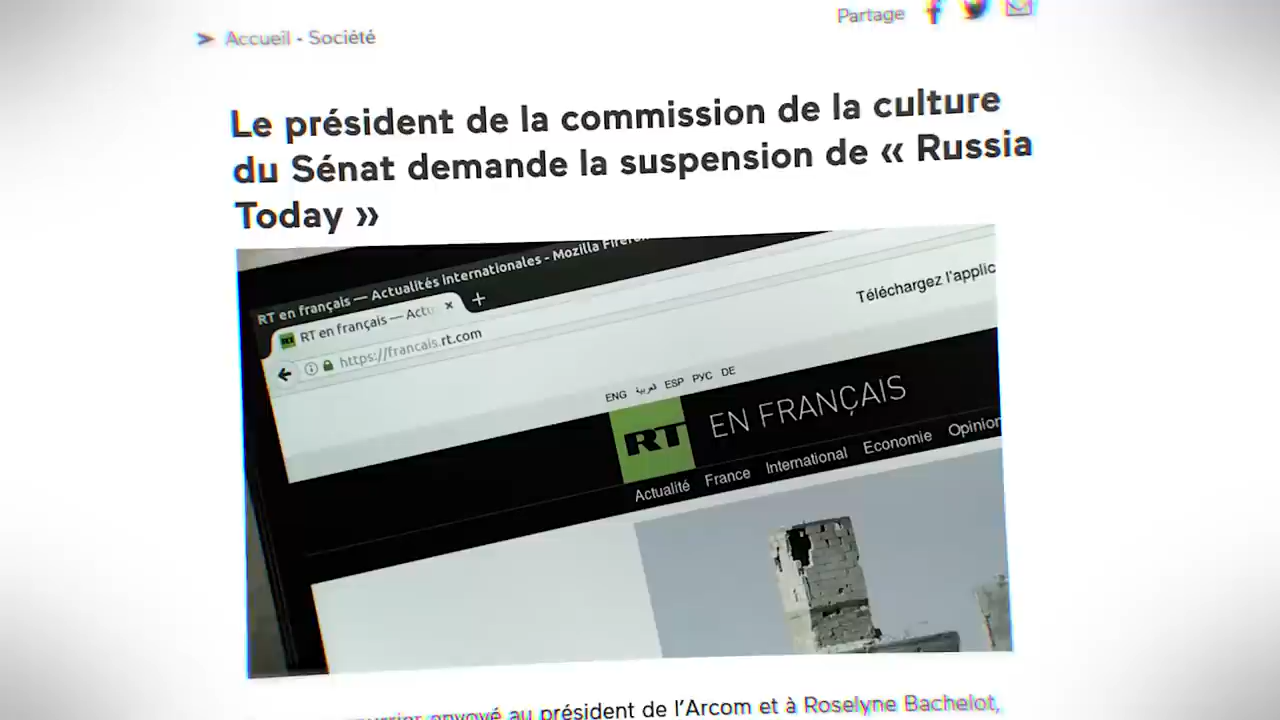 Partage
Accueil - Société
Le président de la commission de la culture
du Sénat demande la suspension de « Russia
Today »
RT en français — Actualités internationales - Mozilla Firefo
RT en français — Actu
https://francais.rt.com
Téléchargez l'applic
ENG عربية ESP РУС DE
RT EN FRANÇAIS
Actualité France International Economie Opinion
envoyé au président de l'Arcom et à Roselyne Bachelot,